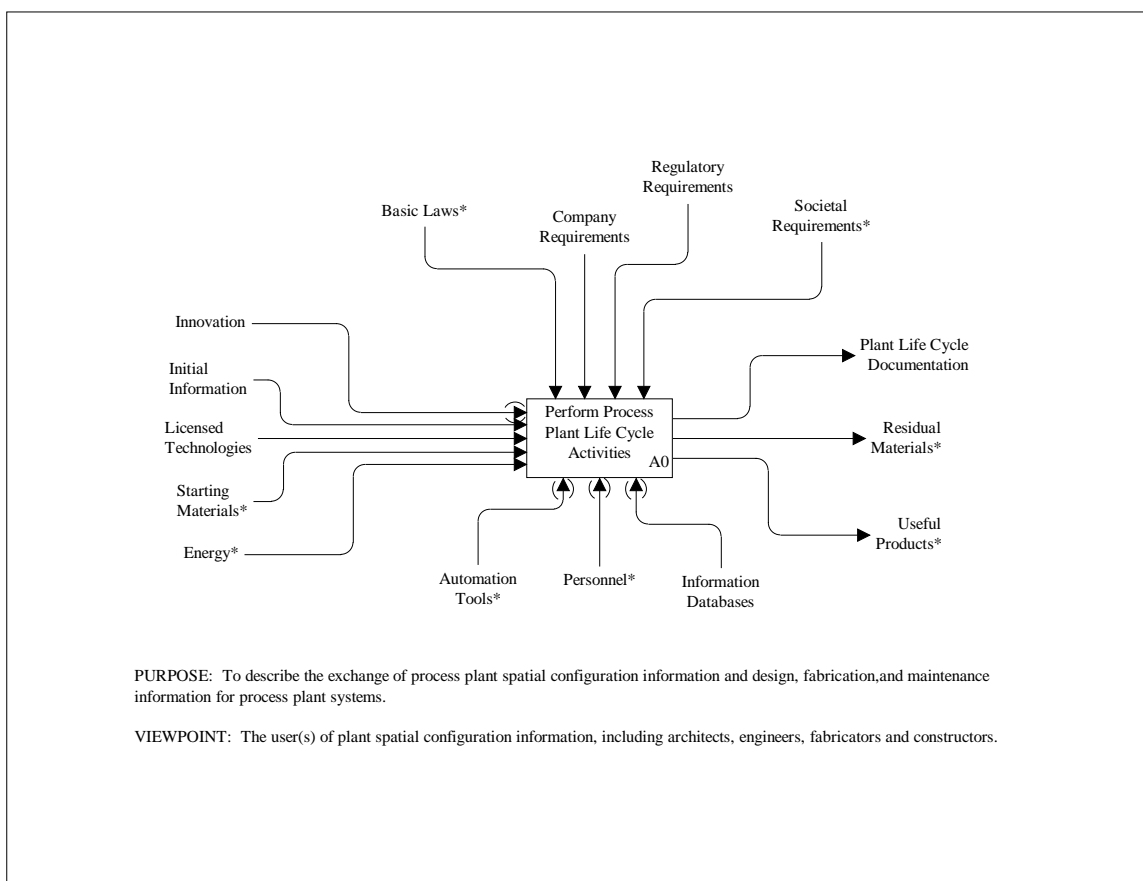 Regulatory
Requirements
Basic Laws*
Company
Requirements
Societal
Requirements*
Innovation
Initial
Information
Licensed
Technologies
Starting
Materials*
Energy*
Perform Process
Plant Life Cycle
Activities
A0
Plant Life Cycle
Documentation
Residual
Materials*
Useful
Products*
Automation
Tools*
Personnel*
Information
Databases
PURPOSE: To describe the exchange of process plant spatial configuration information and design, fabrication,and maintenance
information for process plant systems.
VIEWPOINT: The user(s) of plant spatial configuration information, including architects, engineers, fabricators and constructors.